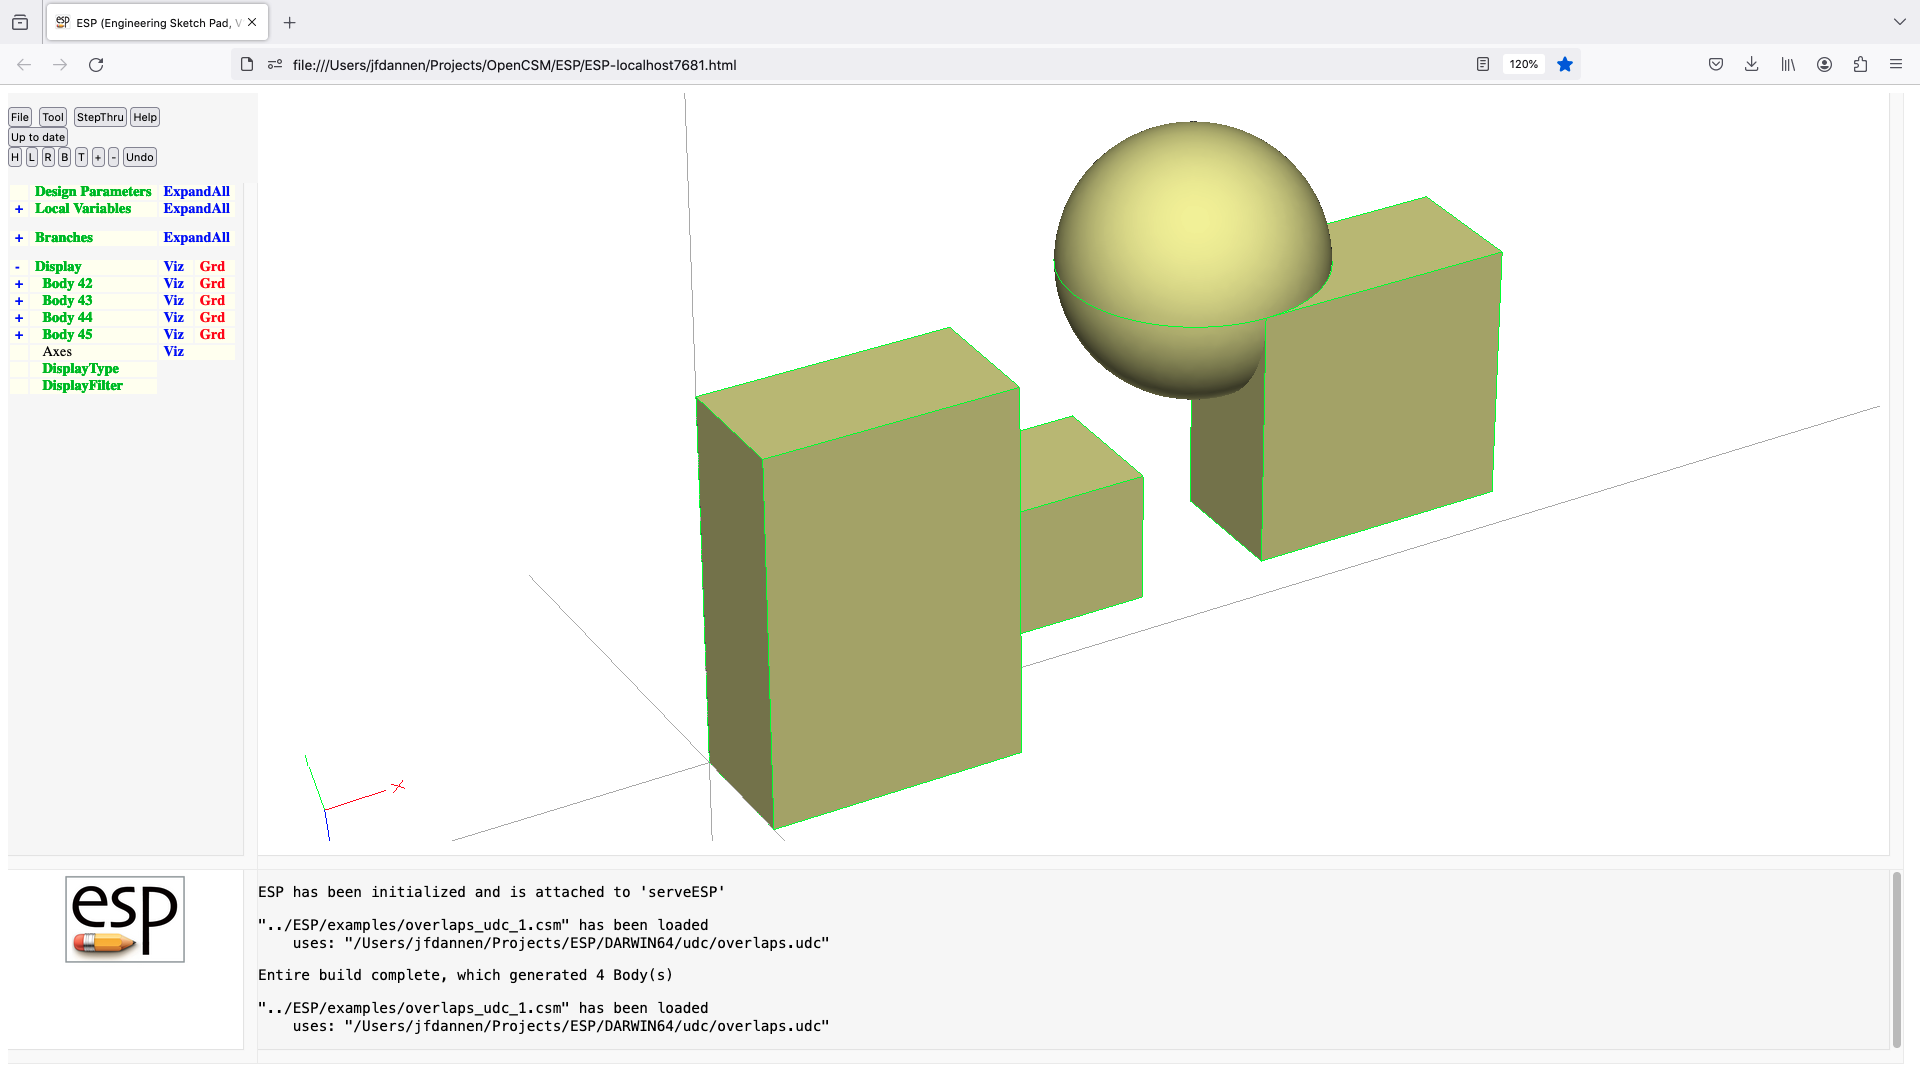 ESP (Engineering Sketch Pad, V
file:///Users/jfdannen/Projects/OpenCSM/ESP/ESP-localhost7681.html 120%
File Tool StepThru Help
Up to date
H L R B T + - Undo
Design Parameters ExpandAll
+ Local Variables ExpandAll
+ Branches ExpandAll
- Display Viz Grd
+ Body 42 Viz Grd
+ Body 43 Viz Grd
+ Body 44 Viz Grd
+ Body 45 Viz Grd
Axes Viz
DisplayType
DisplayFilter
X
esp
ESP has been initialized and is attached to 'serveESP'
"../ESP/examples/overlaps_udc_1.csm" has been loaded
uses: "/Users/jfdannen/Projects/ESP/DARWIN64/udc/overlaps.udc"
Entire build complete, which generated 4 Body(s)
"../ESP/examples/overlaps_udc_1.csm" has been loaded
uses: "/Users/jfdannen/Projects/ESP/DARWIN64/udc/overlaps.udc"